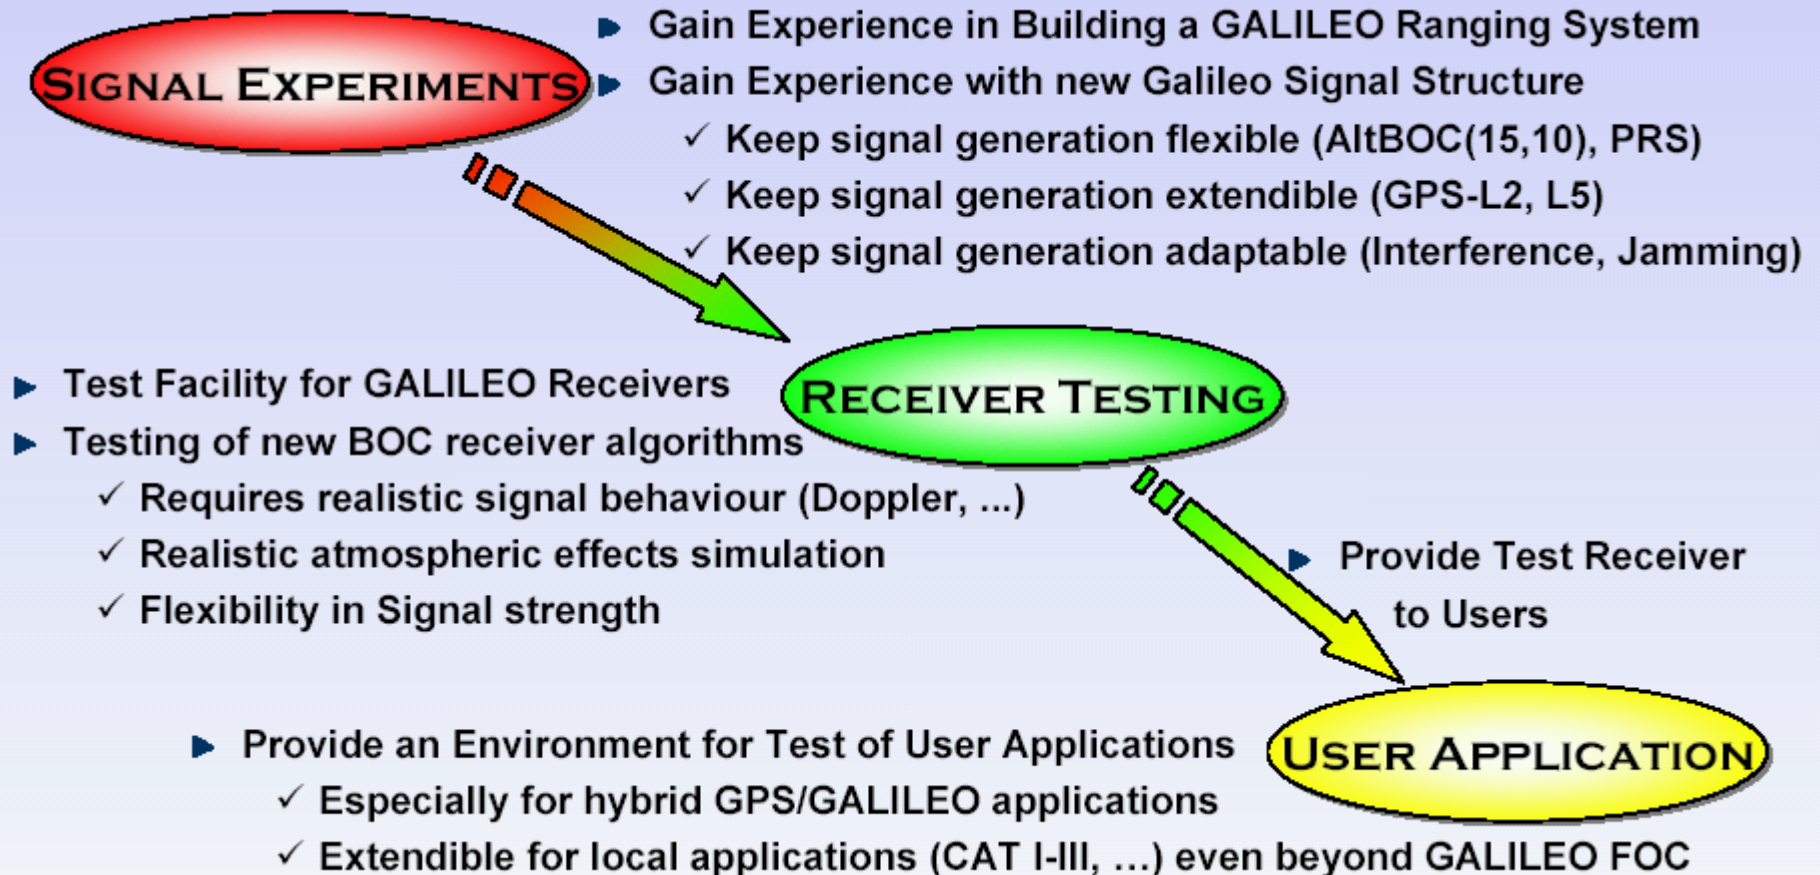 SIGNAL EXPERIMENTS
Gain Experience in Building a GALILEO Ranging System
Gain Experience with new Galileo Signal Structure
✓ Keep signal generation flexible (AltBOC(15,10), PRS)
✓ Keep signal generation extendible (GPS-L2, L5)
✓ Keep signal generation adaptable (Interference, Jamming)
RECEIVER TESTING
Test Facility for GALILEO Receivers
Testing of new BOC receiver algorithms
✓ Requires realistic signal behaviour (Doppler, ...)
✓ Realistic atmospheric effects simulation
✓ Flexibility in Signal strength
Provide Test Receiver
to Users
USER APPLICATION
Provide an Environment for Test of User Applications
✓ Especially for hybrid GPS/GALILEO applications
✓ Extendible for local applications (CAT I-III, ...) even beyond GALILEO FOC